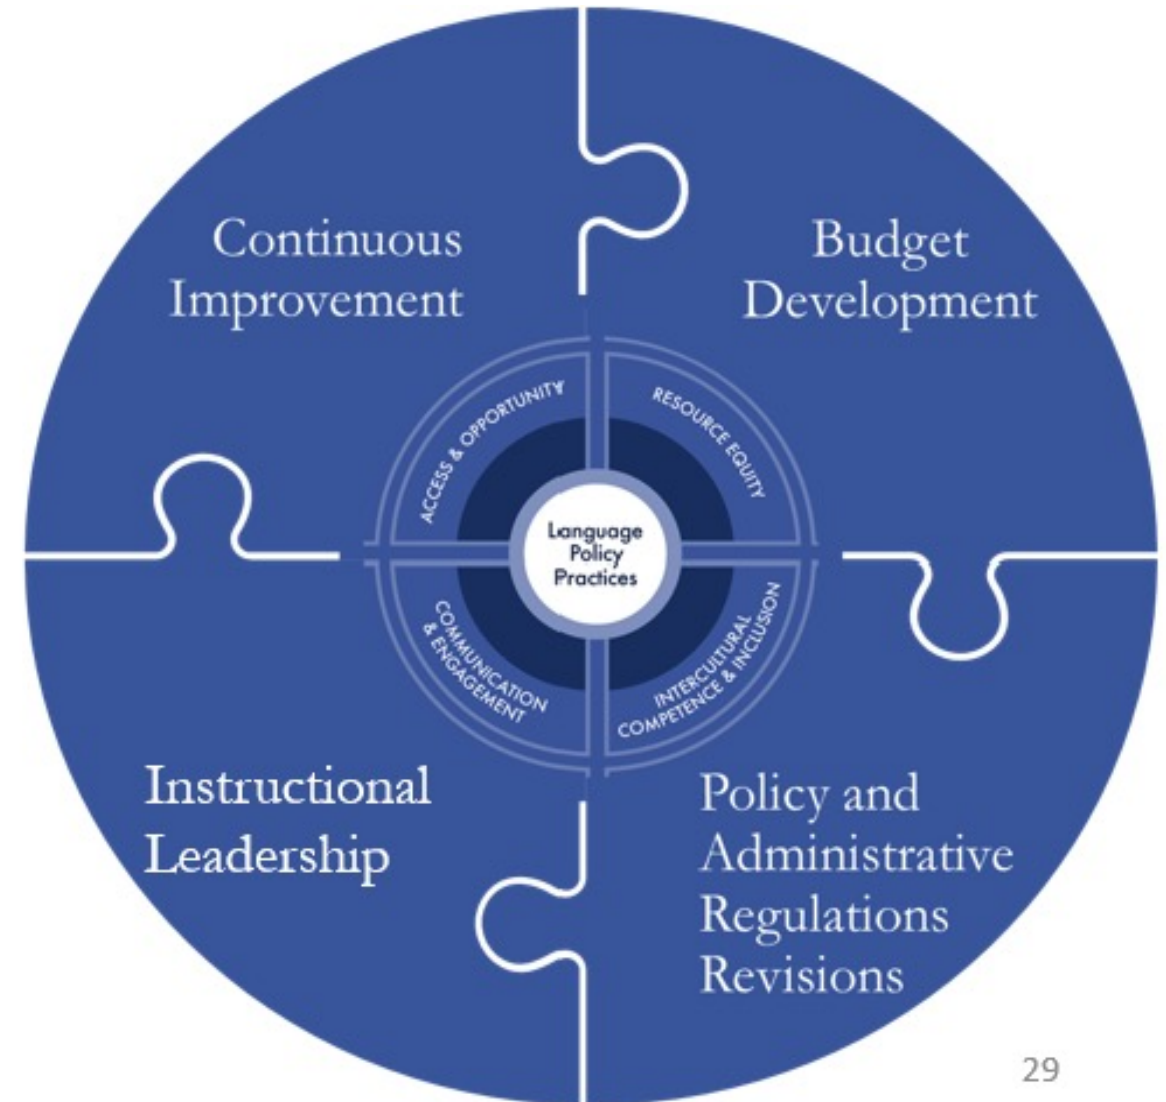 Continuous
Improvement
Budget
Development
ACCESS & OPPORTUNITY
RESOURCE EQUITY
Language
Policy
Practices
COMMUNICATION
& ENGAGEMENT
INTERCULTURAL
COMPETENCE & INCLUSION
Instructional
Leadership
Policy and
Administrative
Regulations
Revisions
29